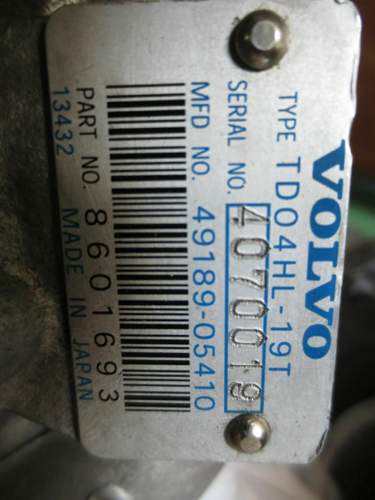 VOLVO
TYPE TD04HL-19T
SERIAL NO. 4070019
MFD NO. 49189-05410
PART NO. 8601693
13432 MADE IN JAPAN